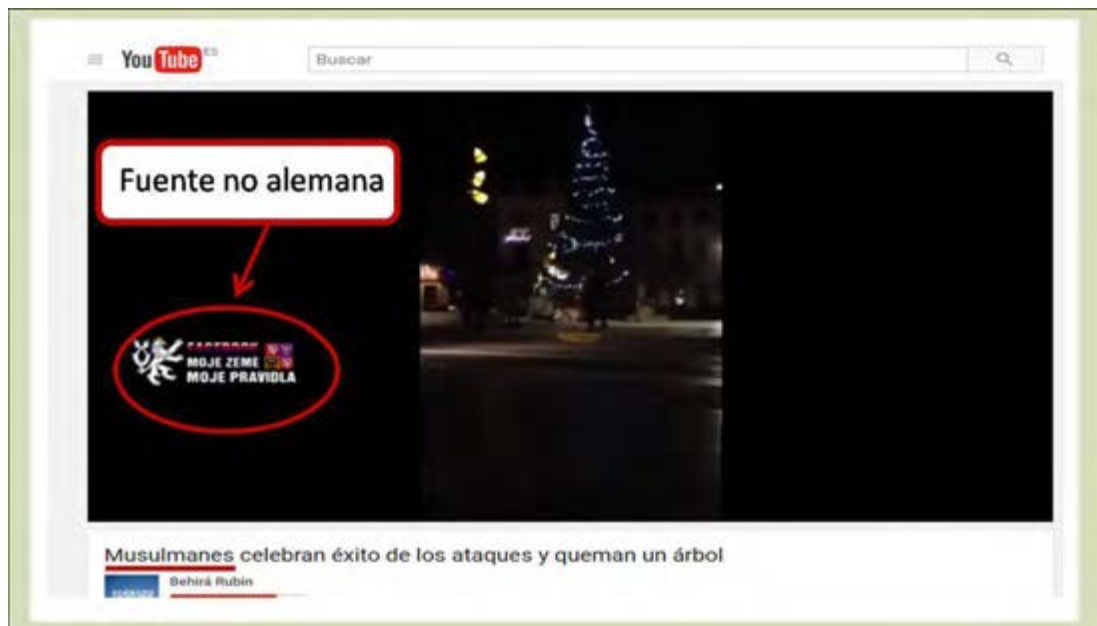 YouTube ES
Buscar
Fuente no alemana
FACEBOOK
MOJE ZEME
MOJE PRAVIDLA
Musulmanes celebran éxito de los ataques y queman un árbol
Behirá Rubin